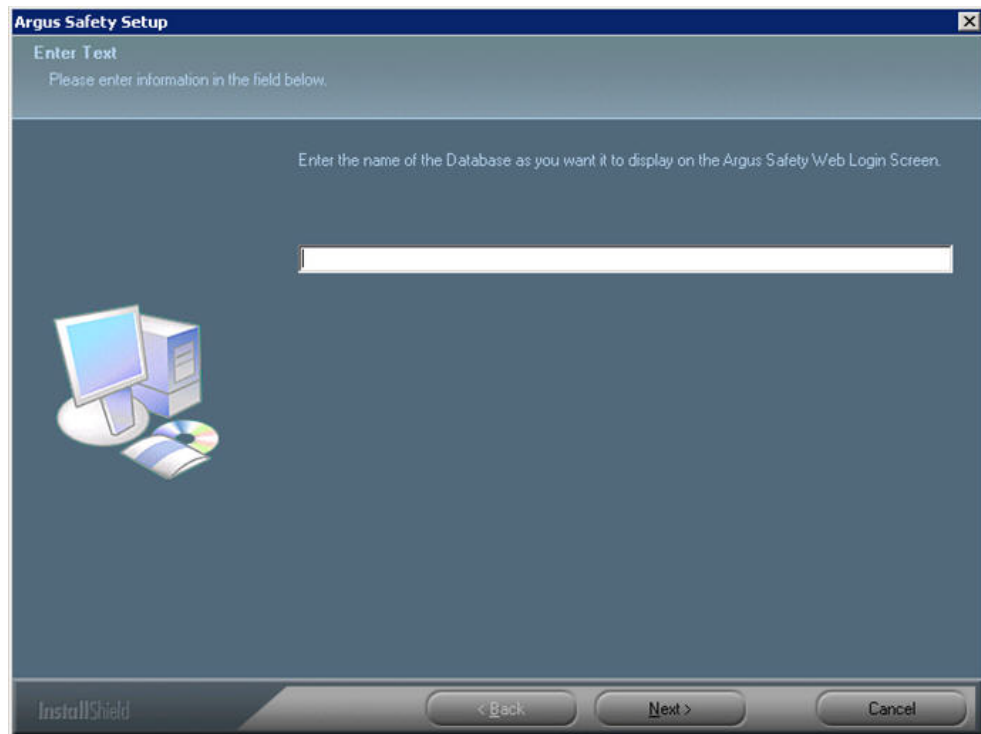 Argus Safety Setup
Enter Text
Please enter information in the field below.
Enter the name of the Database as you want it to display on the Argus Safety Web Login Screen.
InstallShield
< Back
Next >
Cancel